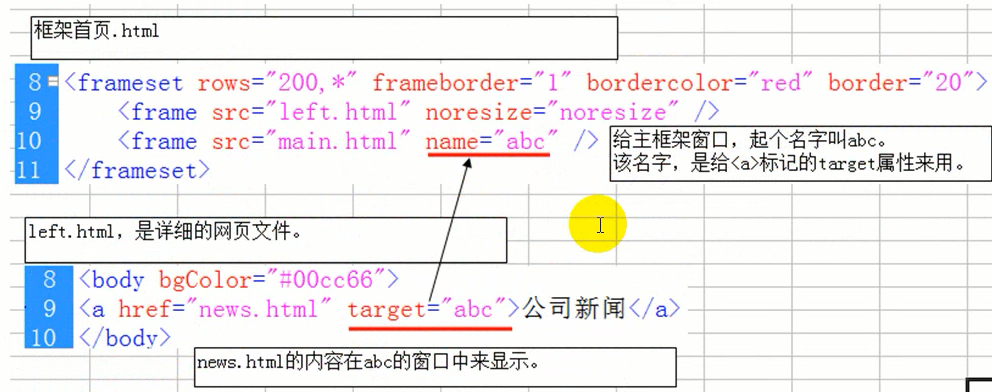 框架首页.html
8 <frameset rows="200,*" frameborder="1" bordercolor="red" border="20">
9 <frame src="left.html" noresize="noresize" />
10 <frame src="main.html" name="abc" />
给主框架窗口，起个名字叫abc。
该名字，是给<a>标记的target属性来用。
11 </frameset>
left.html，是详细的网页文件。
8 <body bgColor="#00cc66">
9 <a href="news.html" target="abc">公司新闻</a>
10 </body>
news.html的内容在abc的窗口中来显示。